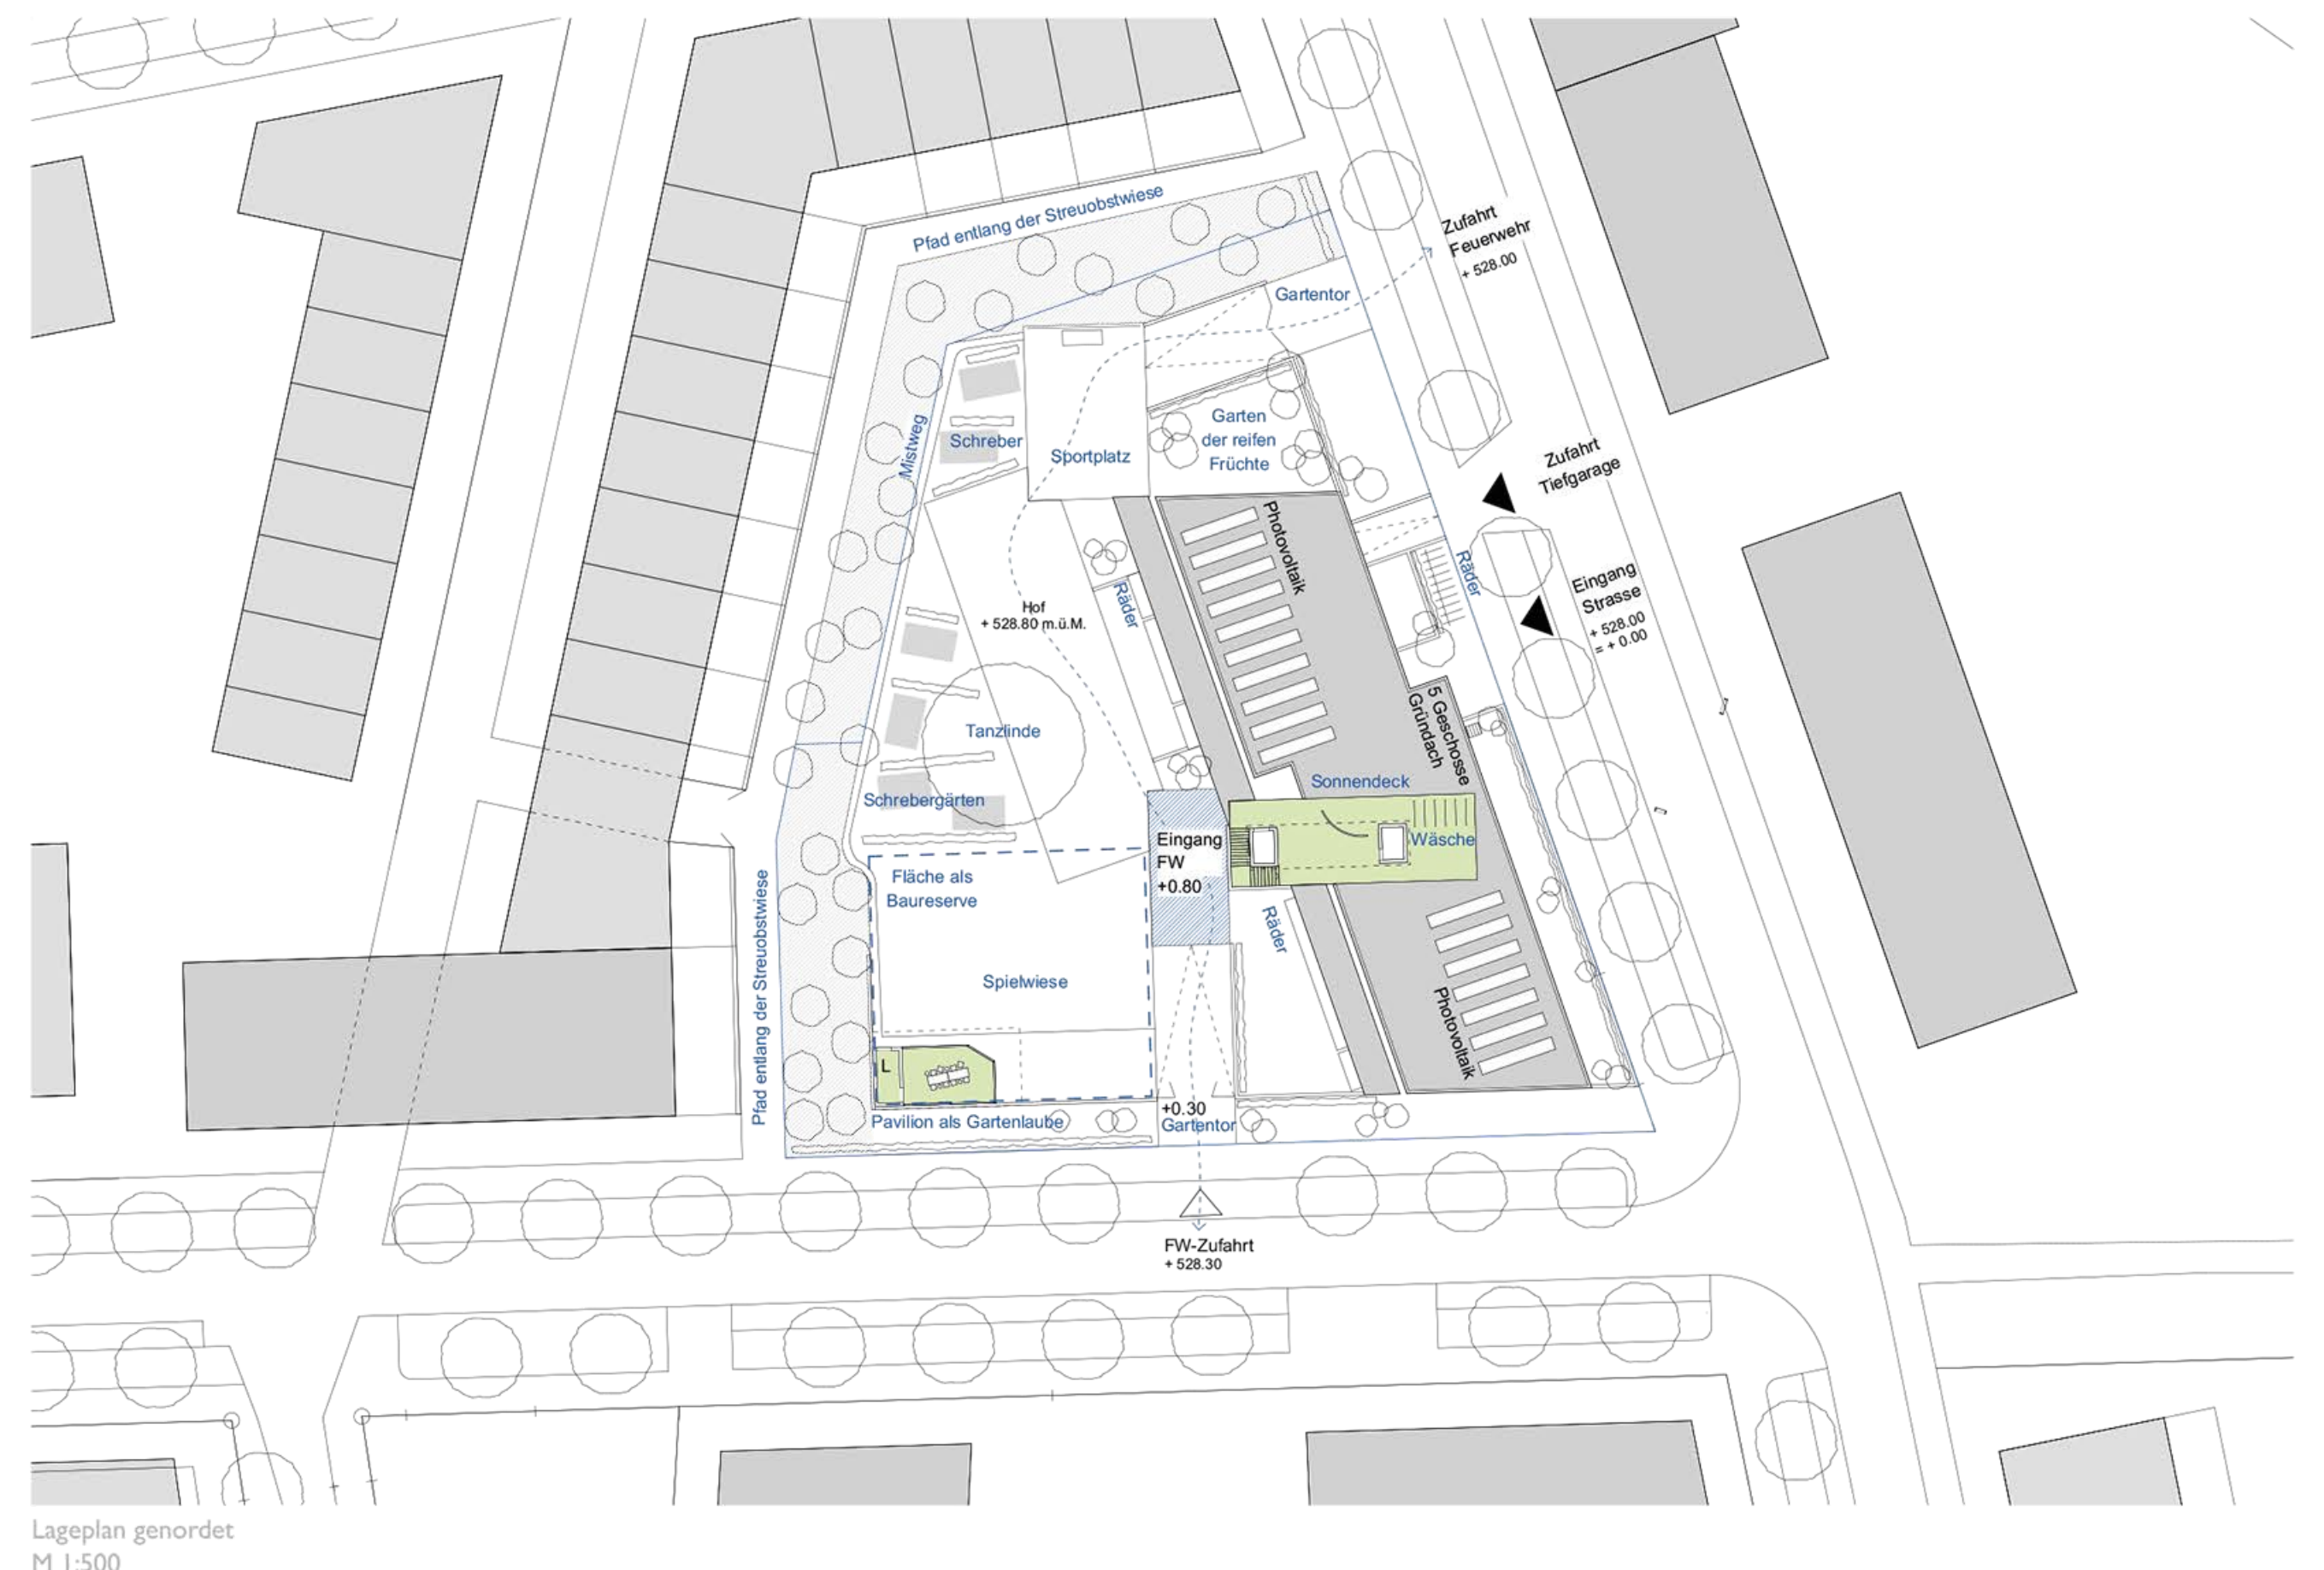 Pfad entlang der Streuobstwiese
Zufahrt
Feuerwehr
+ 528.00
Gartentor
Mistweg
Schreber
Sportplatz
Garten
der reifen
Früchte
Zufahrt
Tiefgarage
Photovoltaik
Räder
Räder
Eingang
Strasse
+ 528.00
= + 0.00
Hof
+ 528.80 m.ü.M.
Tanzlinde
5 Geschosse
Gründach
Sonnendeck
Schrebergärten
Wäsche
Eingang
FW
+0.80
Fläche als
Baureserve
Räder
Pfad entlang der Streuobstwiese
Spielwiese
Photovoltaik
L
Pavilion als Gartenlaube
+0.30
Gartentor
FW-Zufahrt
+ 528.30
Lageplan genordet
M 1:500